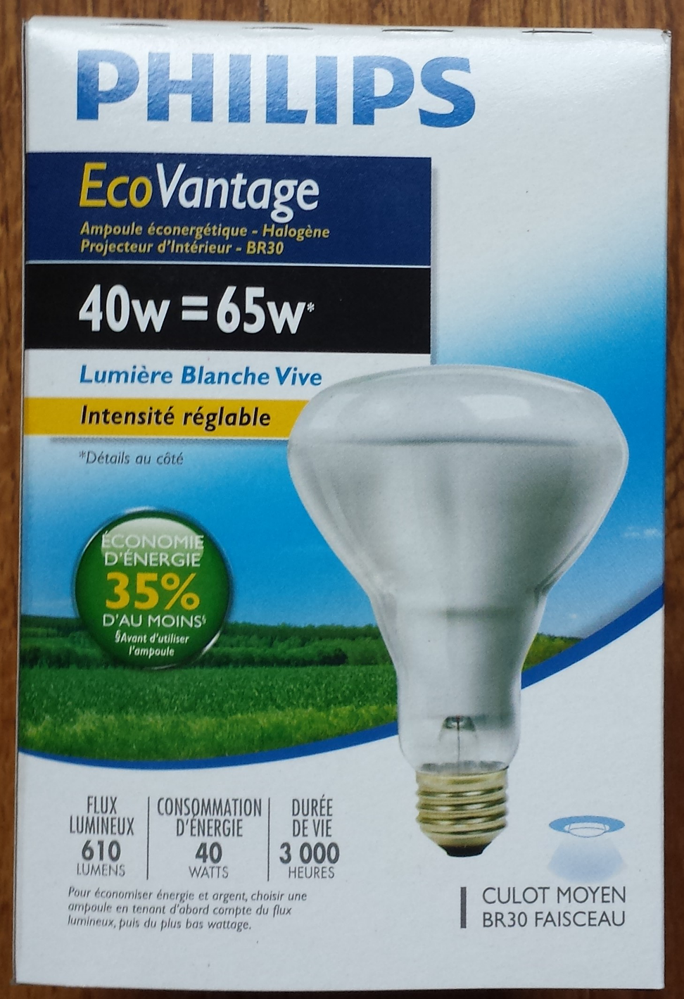 PHILIPS
EcoVantage
Ampoule éconergétique - Halogène
Projecteur d'Intérieur - BR30
40w = 65w*
Lumière Blanche Vive
Intensité réglable
*Détails au côté
ÉCONOMIE
D'ÉNERGIE
35%
D'AU MOINS§
§Avant d'utiliser
l'ampoule
FLUX
LUMINEUX
610
LUMENS
CONSOMMATION
D'ÉNERGIE
40
WATTS
DURÉE
DE VIE
3 000
HEURES
Pour économiser énergie et argent, choisir une
ampoule en tenant d'abord compte du flux
lumineux, puis du plus bas wattage.
CULOT MOYEN
BR30 FAISCEAU